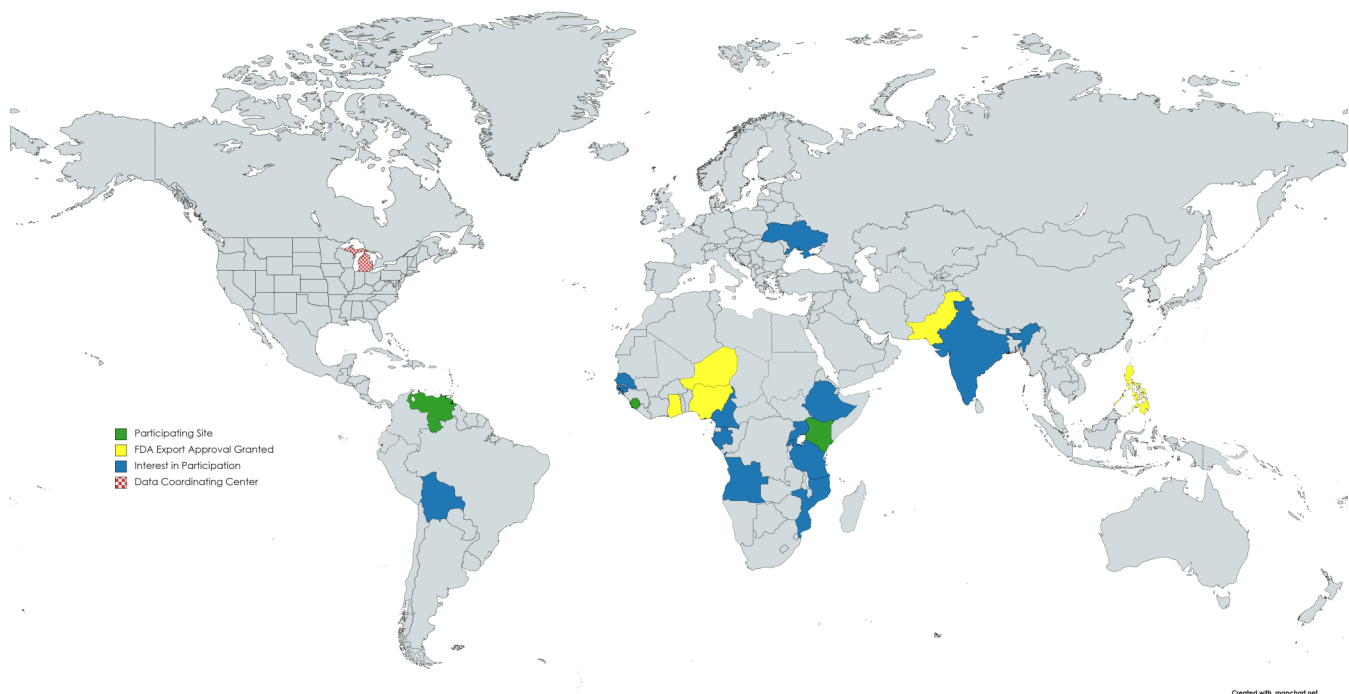 Participating Site
FDA Export Approval Granted
Interest in Participation
Data Coordinating Center
Created with mapchart.net